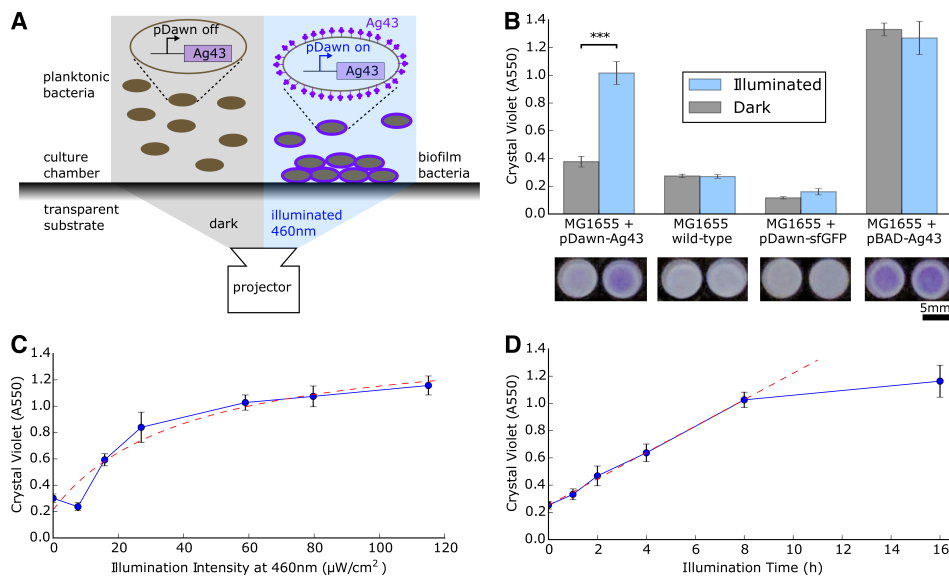 A
pDawn off
Ag43
planktonic
bacteria
culture
chamber
transparent
substrate
dark
Ag43
pDawn on
Ag43
biofilm
bacteria
illuminated
460nm
projector
B
Crystal Violet (A550)
1.4
1.2
1.0
0.8
0.6
0.4
0.2
0.0
***
Illuminated
Dark
MG1655 +
pDawn-Ag43
MG1655
wild-type
MG1655 +
pDawn-sfGFP
MG1655 +
pBAD-Ag43
5mm
C
Crystal Violet (A550)
1.4
1.2
1.0
0.8
0.6
0.4
0.2
0.0
0 20 40 60 80 100 120
Illumination Intensity at 460nm (μW/cm²)
D
Crystal Violet (A550)
1.4
1.2
1.0
0.8
0.6
0.4
0.2
0.0
0 2 4 6 8 10 12 14 16
Illumination Time (h)